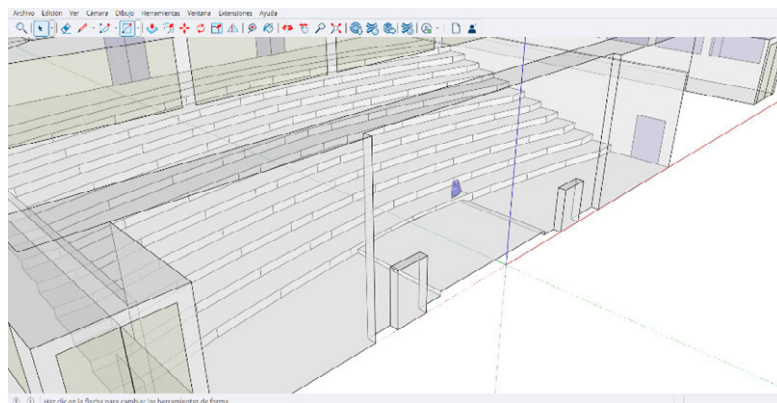 Archivo Edición Ver Cámara Dibujo Herramientas Ventana Extensiones Ayuda
Haz clic en la flecha para cambiar las herramientas de forma